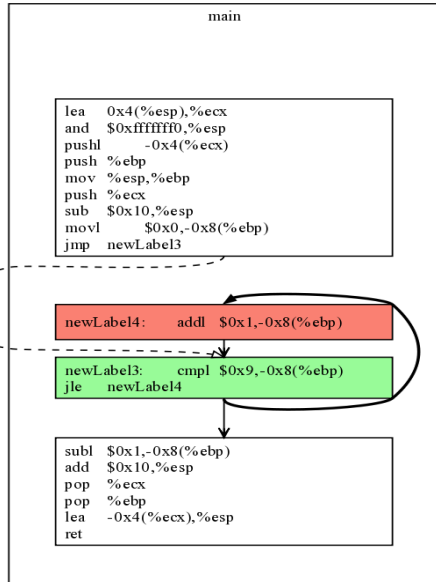 main
lea 0x4(%esp),%ecx
and $0xfffffff0,%esp
pushl -0x4(%ecx)
push %ebp
mov %esp,%ebp
push %ecx
sub $0x10,%esp
movl $0x0,-0x8(%ebp)
jmp newLabel3
newLabel4: addl $0x1,-0x8(%ebp)
newLabel3: cmpl $0x9,-0x8(%ebp)
jle newLabel4
subl $0x1,-0x8(%ebp)
add $0x10,%esp
pop %ecx
pop %ebp
lea -0x4(%ecx),%esp
ret